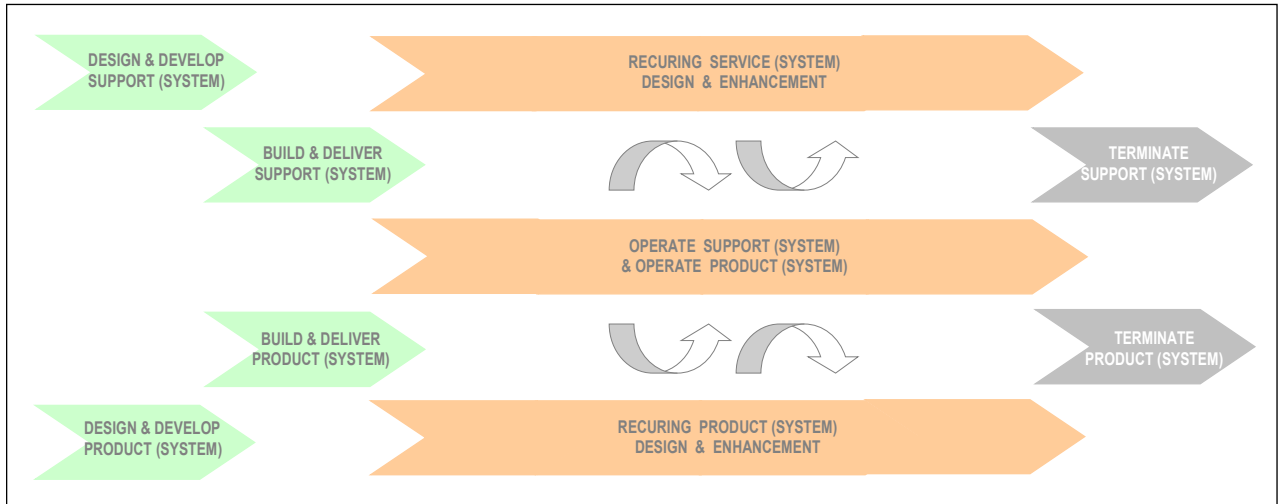 DESIGN & DEVELOP
SUPPORT (SYSTEM)
RECURING SERVICE (SYSTEM)
DESIGN & ENHANCEMENT
BUILD & DELIVER
SUPPORT (SYSTEM)
TERMINATE
SUPPORT (SYSTEM)
OPERATE SUPPORT (SYSTEM)
& OPERATE PRODUCT (SYSTEM)
BUILD & DELIVER
PRODUCT (SYSTEM)
TERMINATE
PRODUCT (SYSTEM)
DESIGN & DEVELOP
PRODUCT (SYSTEM)
RECURING PRODUCT (SYSTEM)
DESIGN & ENHANCEMENT